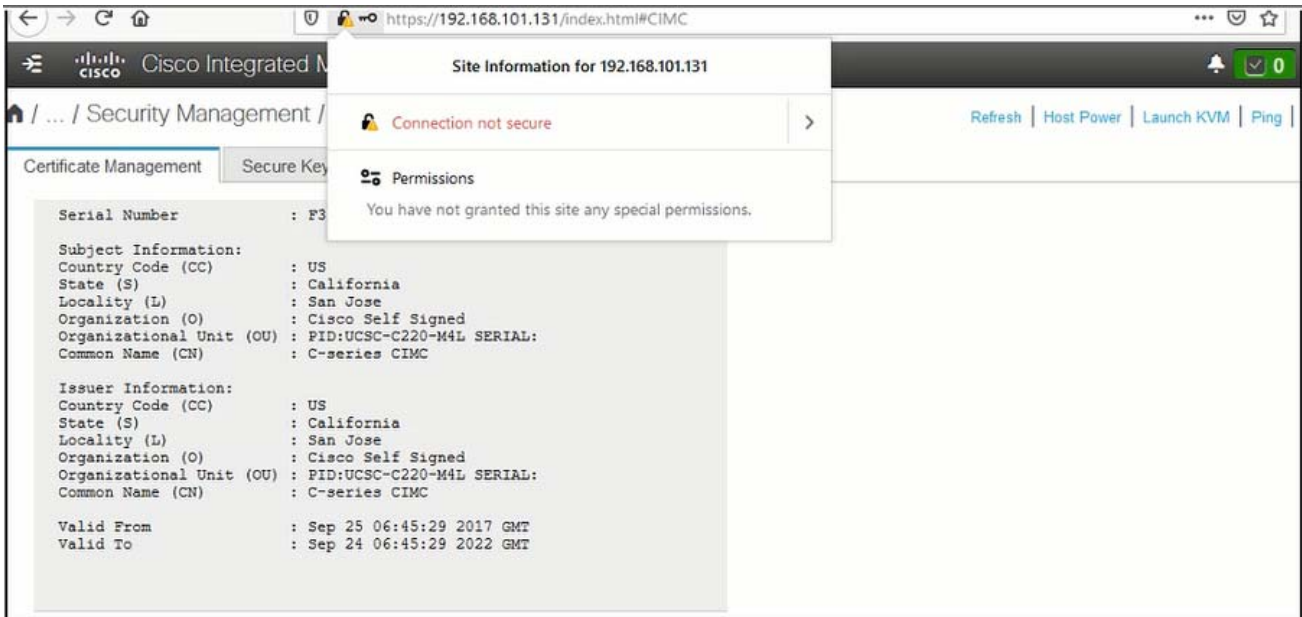 https://192.168.101.131/index.html#CIMC
cisco Cisco Integrated M
0
Site Information for 192.168.101.131
Connection not secure
Permissions
You have not granted this site any special permissions.
/ ... / Security Management /
Refresh | Host Power | Launch KVM | Ping |
Certificate Management Secure Key
Serial Number : F3
Subject Information:
Country Code (CC) : US
State (S) : California
Locality (L) : San Jose
Organization (O) : Cisco Self Signed
Organizational Unit (OU) : PID:UCSC-C220-M4L SERIAL:
Common Name (CN) : C-series CIMC
Issuer Information:
Country Code (CC) : US
State (S) : California
Locality (L) : San Jose
Organization (O) : Cisco Self Signed
Organizational Unit (OU) : PID:UCSC-C220-M4L SERIAL:
Common Name (CN) : C-series CIMC
Valid From : Sep 25 06:45:29 2017 GMT
Valid To : Sep 24 06:45:29 2022 GMT